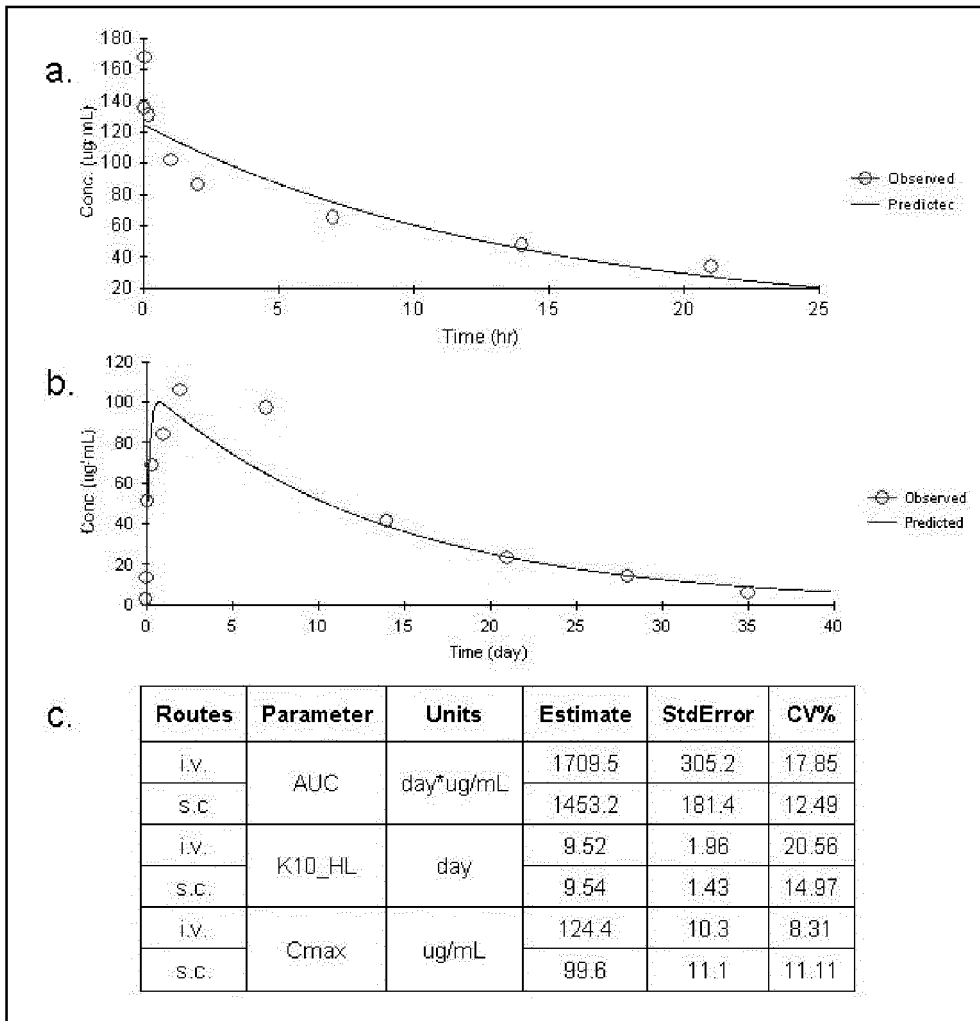 a.
180
160
140
120
100
80
60
40
20
Conc. (ug/mL)
0 5 10 15 20 25
Time (hr)
Observed
Predicted
b.
120
100
80
60
40
20
0
Conc (ug/mL)
0 5 10 15 20 25 30 35 40
Time (day)
Observed
Predicted
c.
Routes Parameter Units Estimate StdError CV%
i.v. AUC day*ug/mL 1709.5 305.2 17.85
s.c 1453.2 181.4 12.49
i.v. K10_HL day 9.52 1.96 20.56
s.c. 9.54 1.43 14.97
i.v. Cmax ug/mL 124.4 10.3 8.31
s.c. 99.6 11.1 11.11